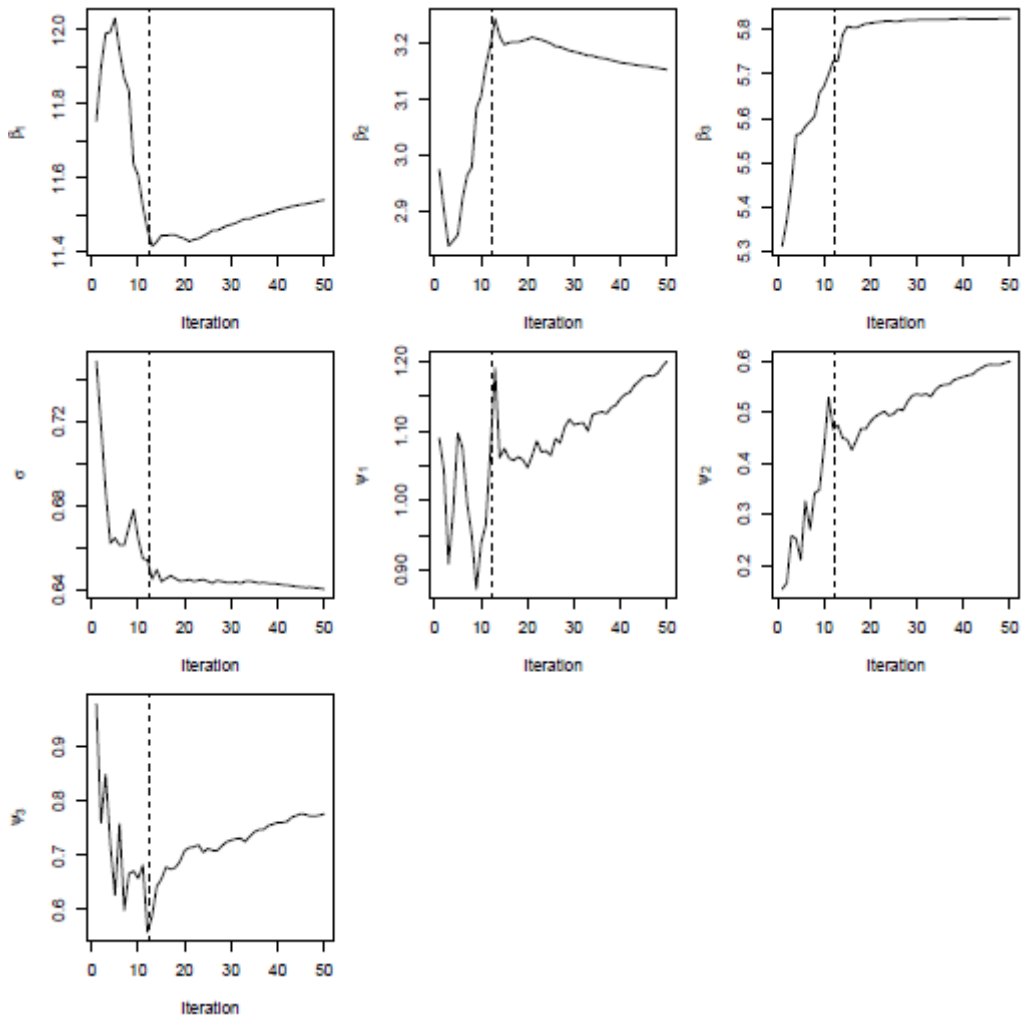 β1
12.0
11.8
11.6
11.4
0 10 20 30 40 50
Iteration
β2
3.2
3.1
3.0
2.9
0 10 20 30 40 50
Iteration
β3
5.8
5.7
5.6
5.5
5.4
5.3
0 10 20 30 40 50
Iteration
σ
0.72
0.68
0.64
0 10 20 30 40 50
Iteration
ψ1
1.20
1.10
1.00
0.90
0 10 20 30 40 50
Iteration
ψ2
0.6
0.5
0.4
0.3
0.2
0 10 20 30 40 50
Iteration
ψ3
0.9
0.8
0.7
0.6
0 10 20 30 40 50
Iteration